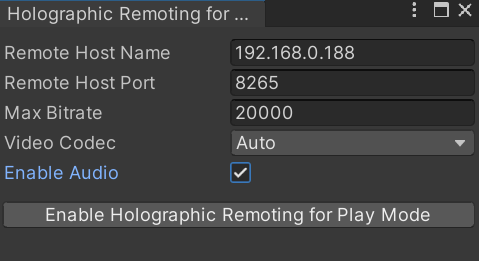 Holographic Remoting for ...
Remote Host Name 192.168.0.188
Remote Host Port 8265
Max Bitrate 20000
Video Codec Auto
Enable Audio
Enable Holographic Remoting for Play Mode